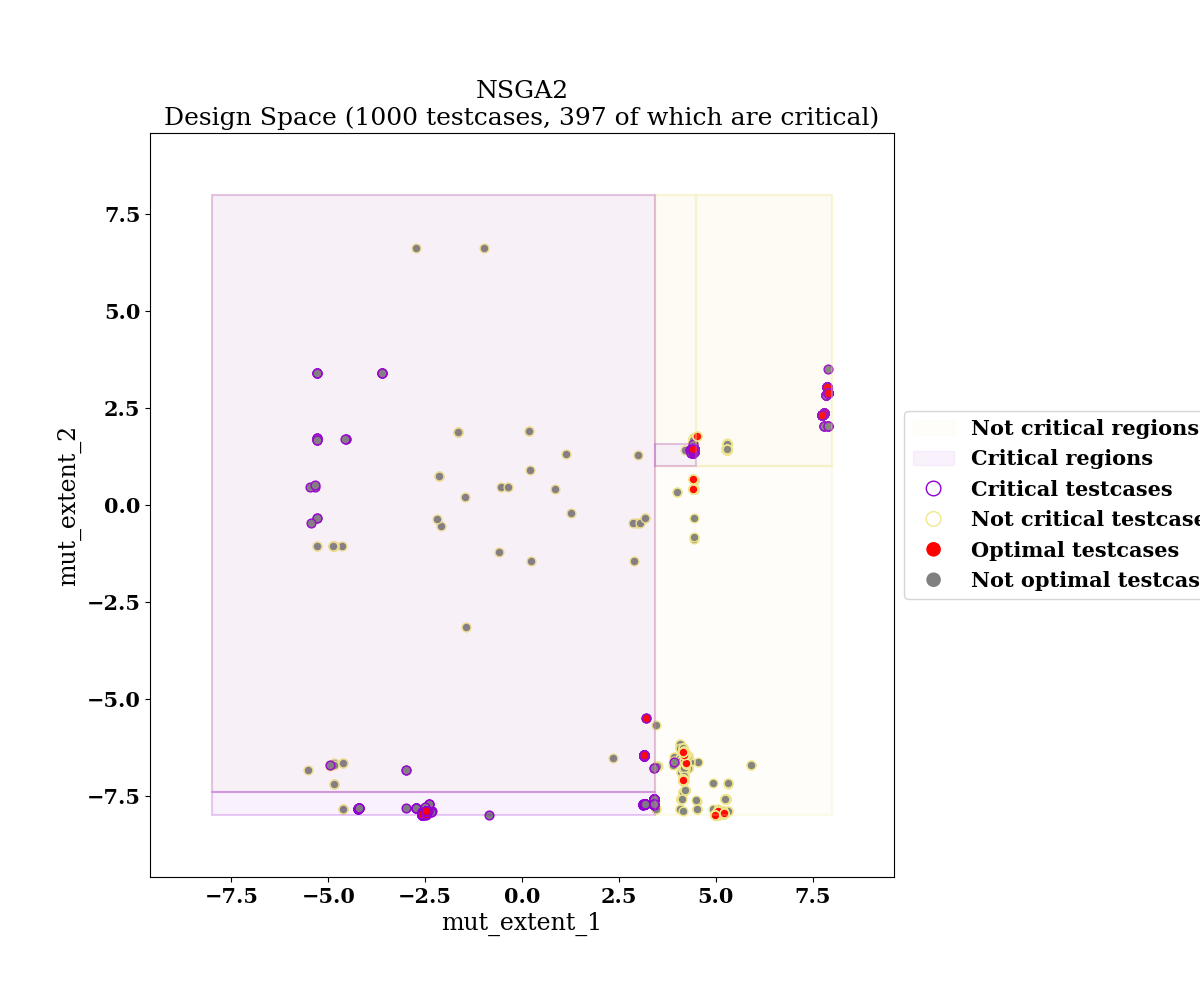 NSGA2
Design Space (1000 testcases, 397 of which are critical)
7.5
5.0
2.5
0.0
−2.5
−5.0
−7.5
mut_extent_2
−7.5
−5.0
−2.5
0.0
2.5
5.0
7.5
mut_extent_1
Not critical regions
Critical regions
Critical testcases
Not critical testcase
Optimal testcases
Not optimal testcas